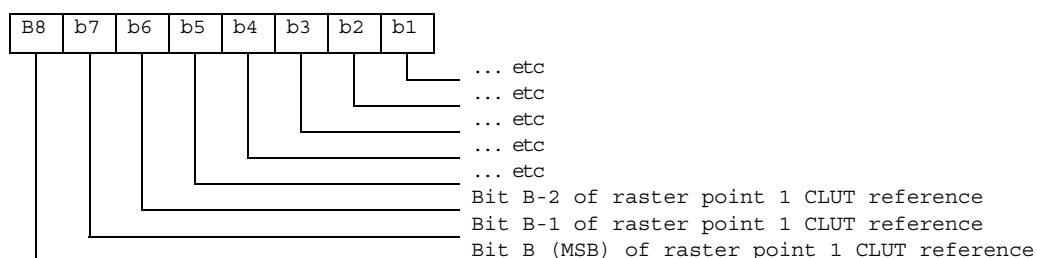 B8 b7 b6 b5 b4 b3 b2 b1
... etc
... etc
... etc
... etc
... etc
Bit B-2 of raster point 1 CLUT reference
Bit B-1 of raster point 1 CLUT reference
Bit B (MSB) of raster point 1 CLUT reference